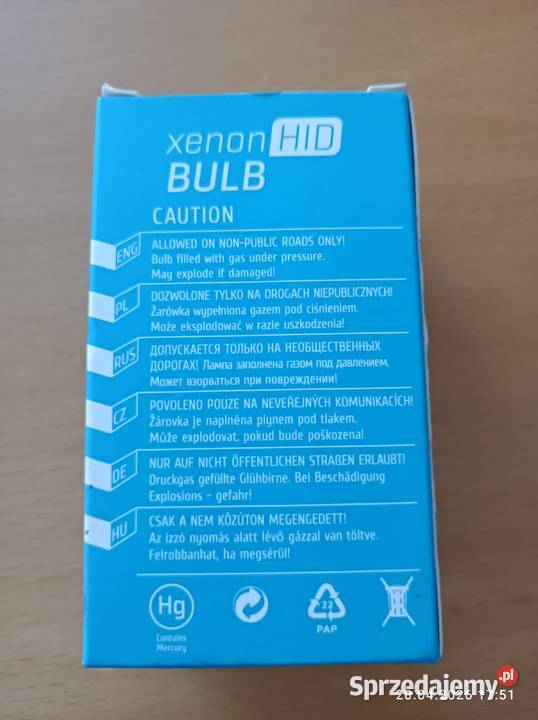 xenon HID
BULB
CAUTION
ENG
ALLOWED ON NON-PUBLIC ROADS ONLY!
Bulb filled with gas under pressure.
May explode if damaged!
PL
DOZWOLONE TYLKO NA DROGACH NIEPUBLICZNYCH!
Żarówka wypełniona gazem pod ciśnieniem.
Może eksplodować w razie uszkodzenia!
RUS
ДОПУСКАЕТСЯ ТОЛЬКО НА НЕОБЩЕСТВЕННЫХ
ДОРОГАХ! Лампа заполнена газом под давлением.
Может взорваться при повреждении!
CZ
POVOLENO POUZE NA NEVEŘEJNÝCH KOMUNIKACÍCH!
Žárovka je naplněna plynem pod tlakem.
Může explodovat, pokud bude poškozena!
DE
NUR AUF NICHT ÖFFENTLICHEN STRAßEN ERLAUBT!
Druckgas gefüllte Glühbirne. Bei Beschädigung
Explosions - gefahr!
HU
CSAK A NEM KÖZÚTON MEGENGEDETT!
Az izzó nyomás alatt lévő gázzal van töltve.
Felrobbanhat, ha megsérül!
Hg
Contains
Mercury
22
PAP
Sprzedajemy.pl
26.04.2026 17:51